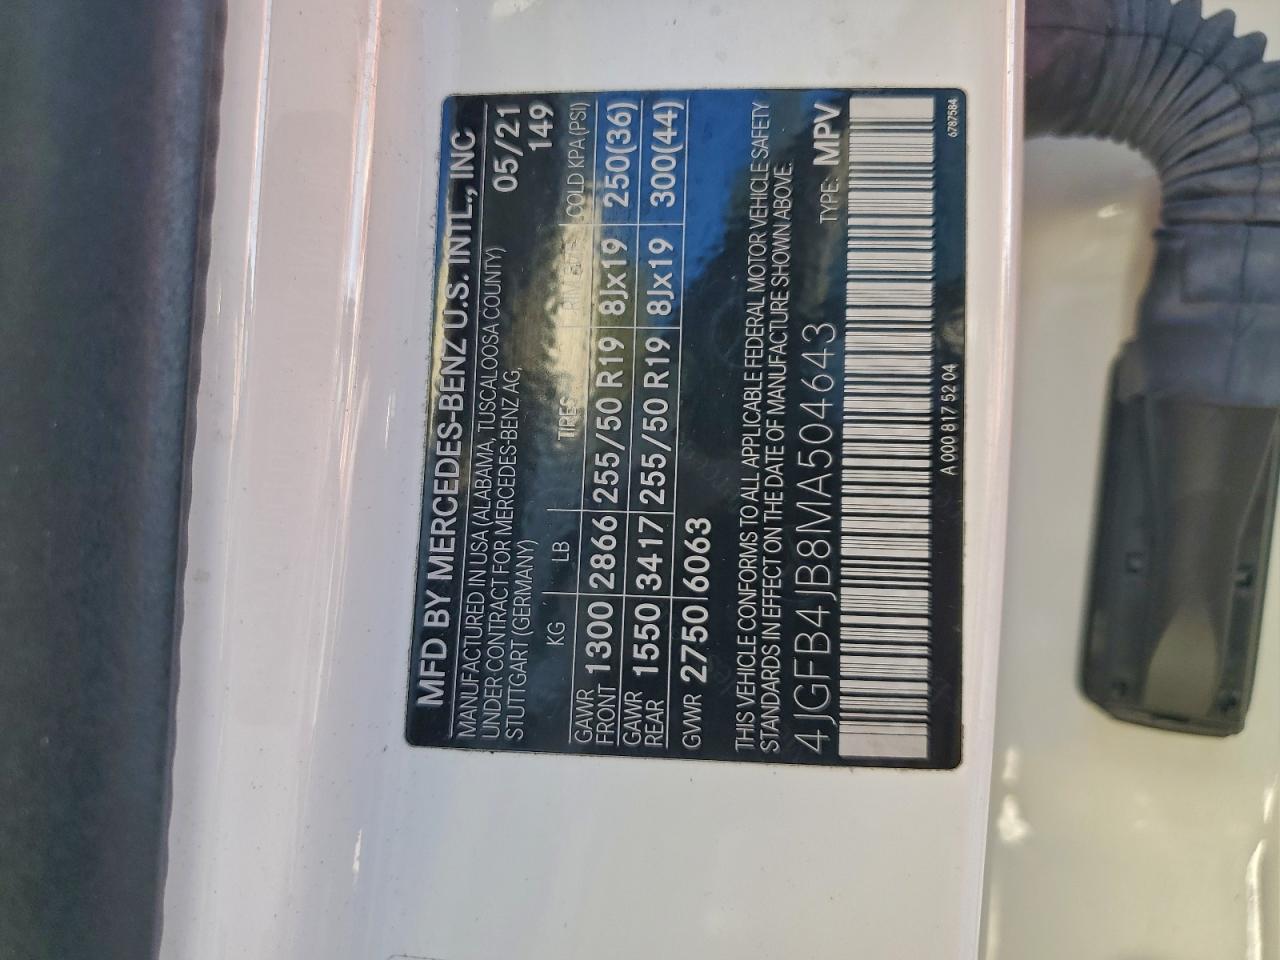 MFD BY MERCEDES-BENZ U.S. INTL., INC
MANUFACTURED IN USA (ALABAMA, TUSCALOOSA COUNTY) 05/21
UNDER CONTRACT FOR MERCEDES-BENZ AG, 149
STUTTGART (GERMANY)
KG LB TIRES COLD KPA (PSI)
GAWR
FRONT 1300 2866 255/50 R19 8Jx19 250(36)
GAWR
REAR 1550 3417 255/50 R19 8Jx19 300(44)
GVWR 2750 6063
THIS VEHICLE CONFORMS TO ALL APPLICABLE FEDERAL MOTOR VEHICLE SAFETY
STANDARDS IN EFFECT ON THE DATE OF MANUFACTURE SHOWN ABOVE.
4JGFB4JB8MA504643 TYPE: MPV
A 000 817 52 04 6787584